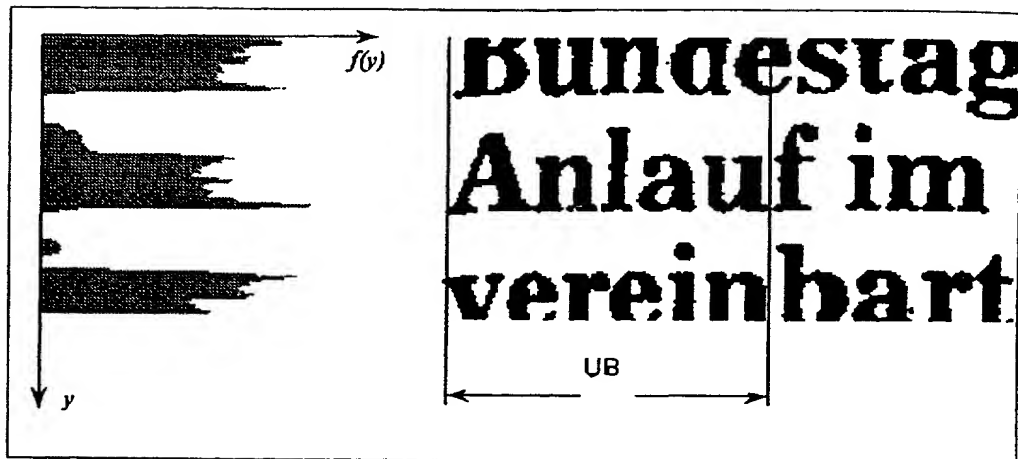 f(y)
Bundestag
Anlauf im
vereinbart
UB
y